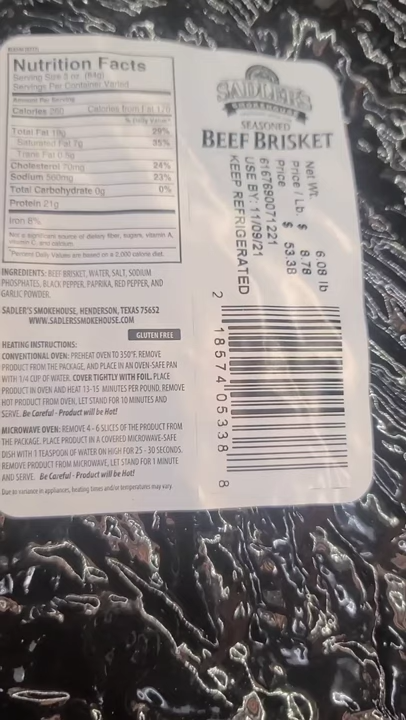 Nutrition Facts
Serving Size 3 oz. (84g)
Servings Per Container Varied
Amount Per Serving
Calories 260 Calories from Fat 170
% Daily Value*
Total Fat 19g 29%
Saturated Fat 7g 35%
Trans Fat 0.5g
Cholesterol 70mg 24%
Sodium 560mg 23%
Total Carbohydrate 0g 0%
Protein 21g
Iron 8%
Not a significant source of dietary fiber, sugars, vitamin A,
vitamin C, and calcium.
*Percent Daily Values are based on a 2,000 calorie diet.
INGREDIENTS: BEEF BRISKET, WATER, SALT, SODIUM
PHOSPHATES, BLACK PEPPER, PAPRIKA, RED PEPPER, AND
GARLIC POWDER.
SADLER'S SMOKEHOUSE, HENDERSON, TEXAS 75652
WWW.SADLERSSMOKEHOUSE.COM
GLUTEN FREE
HEATING INSTRUCTIONS:
CONVENTIONAL OVEN: PREHEAT OVEN TO 350°F. REMOVE
PRODUCT FROM THE PACKAGE, AND PLACE IN AN OVEN-SAFE PAN
WITH 1/4 CUP OF WATER. COVER TIGHTLY WITH FOIL. PLACE
PRODUCT IN OVEN AND HEAT 13-15 MINUTES PER POUND, REMOVE
HOT PRODUCT FROM OVEN, LET STAND FOR 10 MINUTES AND
SERVE. Be Careful - Product will be Hot!
MICROWAVE OVEN: REMOVE 4 - 6 SLICES OF THE PRODUCT FROM
THE PACKAGE. PLACE PRODUCT IN A COVERED MICROWAVE-SAFE
DISH WITH 1 TEASPOON OF WATER ON HIGH FOR 25 - 30 SECONDS.
REMOVE PRODUCT FROM MICROWAVE, LET STAND FOR 1 MINUTE
AND SERVE. Be Careful - Product will be Hot!
Due to variance in appliances, heating times and/or temperatures may vary.
SADLER'S
SMOKEHOUSE
SEASONED
BEEF BRISKET
Net Wt. 6.08 lb
Price / Lb. $ 8.78
Price $ 53.38
6167690071 221
USE BY: 11/09/21
KEEP REFRIGERATED
2 18574 05338 8